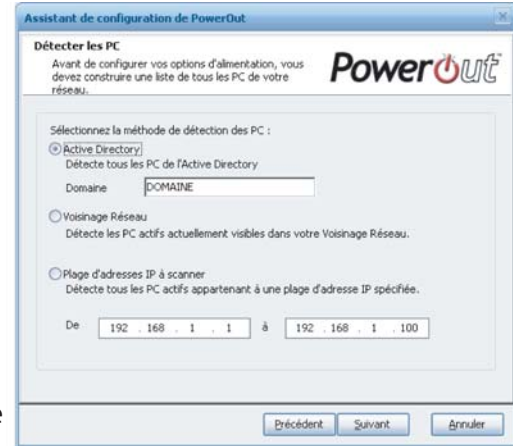 Assistant de configuration de PowerOut
Détecter les PC
Avant de configurer vos options d'alimentation, vous
devez construire une liste de tous les PC de votre
réseau.
PowerOut
Sélectionnez la méthode de détection des PC :
Active Directory
Détecte tous les PC de l'Active Directory
Domaine DOMAINE
Voisinage Réseau
Détecte les PC actifs actuellement visibles dans votre Voisinage Réseau.
Plage d'adresses IP à scanner
Détecte tous les PC actifs appartenant à une plage d'adresse IP spécifiée.
De 192 . 168 . 1 . 1 à 192 . 168 . 1 . 100
e
Précédent Suivant Annuler